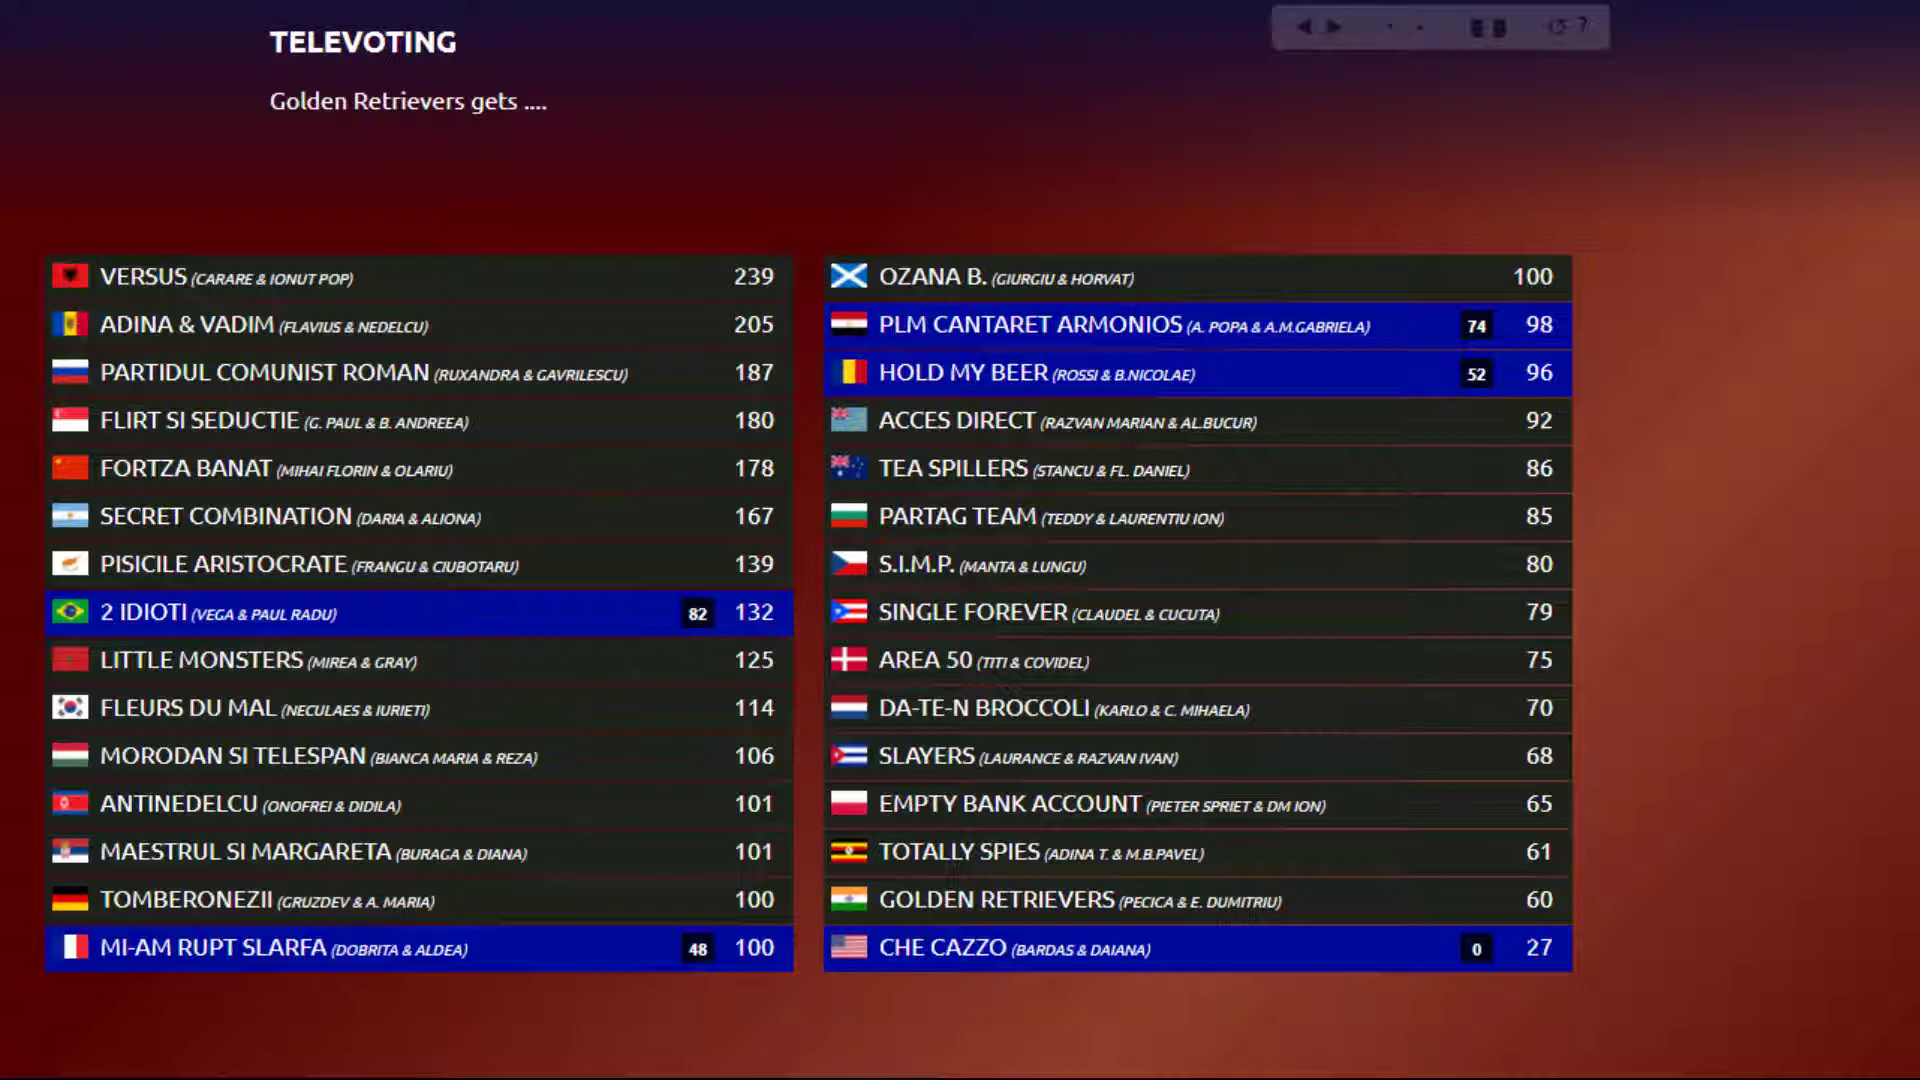 TELEVOTING
?
Golden Retrievers gets ....
VERSUS (CARARE & IONUT POP) 239
ADINA & VADIM (FLAVIUS & NEDELCU) 205
PARTIDUL COMUNIST ROMAN (RUXANDRA & GAVRILESCU) 187
FLIRT SI SEDUCTIE (G. PAUL & B. ANDREEA) 180
FORTZA BANAT (MIHAI FLORIN & OLARIU) 178
SECRET COMBINATION (DARIA & ALIONA) 167
PISICILE ARISTOCRATE (FRANGU & CIUBOTARU) 139
2 IDIOTI (VEGA & PAUL RADU) 82 132
LITTLE MONSTERS (MIREA & GRAY) 125
FLEURS DU MAL (NECULAES & IURIETI) 114
MORODAN SI TELESPAN (BIANCA MARIA & REZA) 106
ANTINEDELCU (ONOFREI & DIDILA) 101
MAESTRUL SI MARGARETA (BURAGA & DIANA) 101
TOMBERONEZII (GRUZDEV & A. MARIA) 100
MI-AM RUPT SLARFA (DOBRITA & ALDEA) 48 100
OZANA B. (GIURGIU & HORVAT) 100
PLM CANTARET ARMONIOS (A. POPA & A.M.GABRIELA) 74 98
HOLD MY BEER (ROSSI & B.NICOLAE) 52 96
ACCES DIRECT (RAZVAN MARIAN & AL.BUCUR) 92
TEA SPILLERS (STANCU & FL. DANIEL) 86
PARTAG TEAM (TEDDY & LAURENTIU ION) 85
S.I.M.P. (MANTA & LUNGU) 80
SINGLE FOREVER (CLAUDEL & CUCUTA) 79
AREA 50 (TITI & COVIDEL) 75
DA-TE-N BROCCOLI (KARLO & C. MIHAELA) 70
SLAYERS (LAURANCE & RAZVAN IVAN) 68
EMPTY BANK ACCOUNT (PIETER SPRIET & DM ION) 65
TOTALLY SPIES (ADINA T. & M.B.PAVEL) 61
GOLDEN RETRIEVERS (PECICA & E. DUMITRIU) 60
CHE CAZZO (BARDAS & DAIANA) 0 27